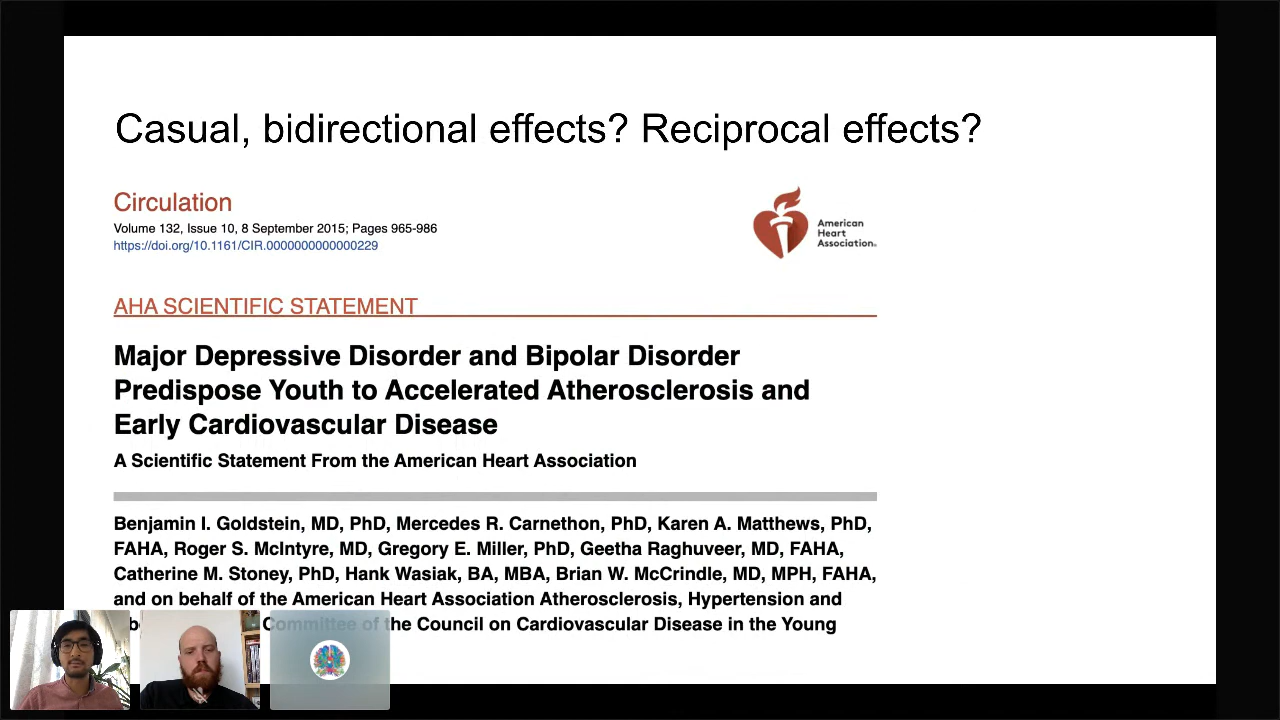 Casual, bidirectional effects? Reciprocal effects?
Circulation
Volume 132, Issue 10, 8 September 2015; Pages 965-986
https://doi.org/10.1161/CIR.0000000000000229
American
Heart
Association®
AHA SCIENTIFIC STATEMENT
Major Depressive Disorder and Bipolar Disorder
Predispose Youth to Accelerated Atherosclerosis and
Early Cardiovascular Disease
A Scientific Statement From the American Heart Association
Benjamin I. Goldstein, MD, PhD, Mercedes R. Carnethon, PhD, Karen A. Matthews, PhD,
FAHA, Roger S. McIntyre, MD, Gregory E. Miller, PhD, Geetha Raghuveer, MD, FAHA,
Catherine M. Stoney, PhD, Hank Wasiak, BA, MBA, Brian W. McCrindle, MD, MPH, FAHA,
and on behalf of the American Heart Association Atherosclerosis, Hypertension and
Committee of the Council on Cardiovascular Disease in the Young